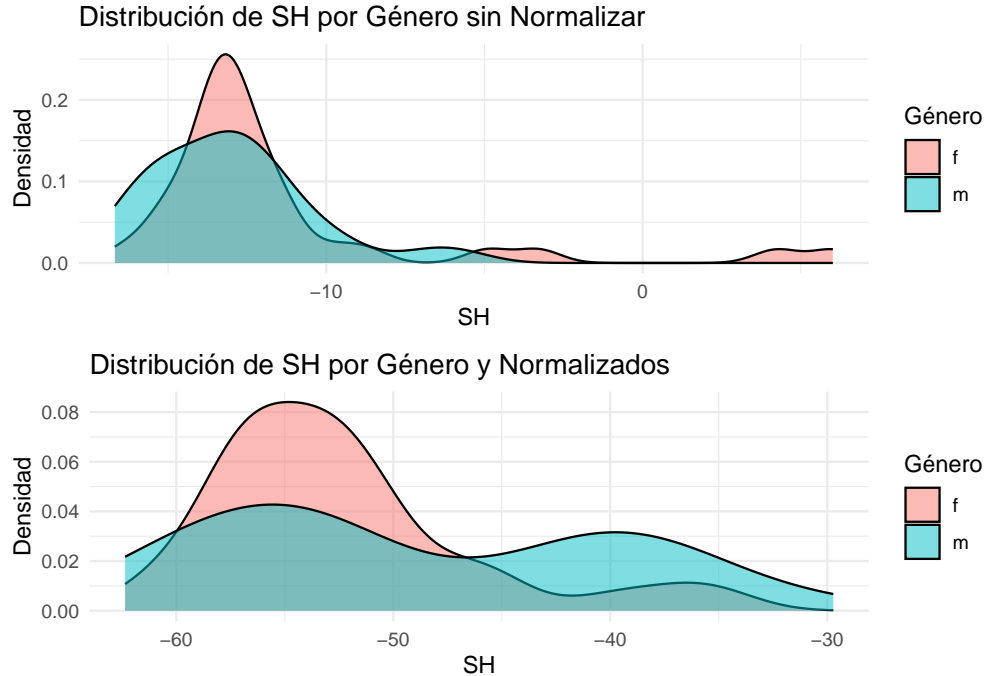 Distribución de SH por Género sin Normalizar
Densidad
0.2
0.1
0.0
−10
0
SH
Género
f
m
Distribución de SH por Género y Normalizados
Densidad
0.08
0.06
0.04
0.02
0.00
−60
−50
−40
−30
SH
Género
f
m